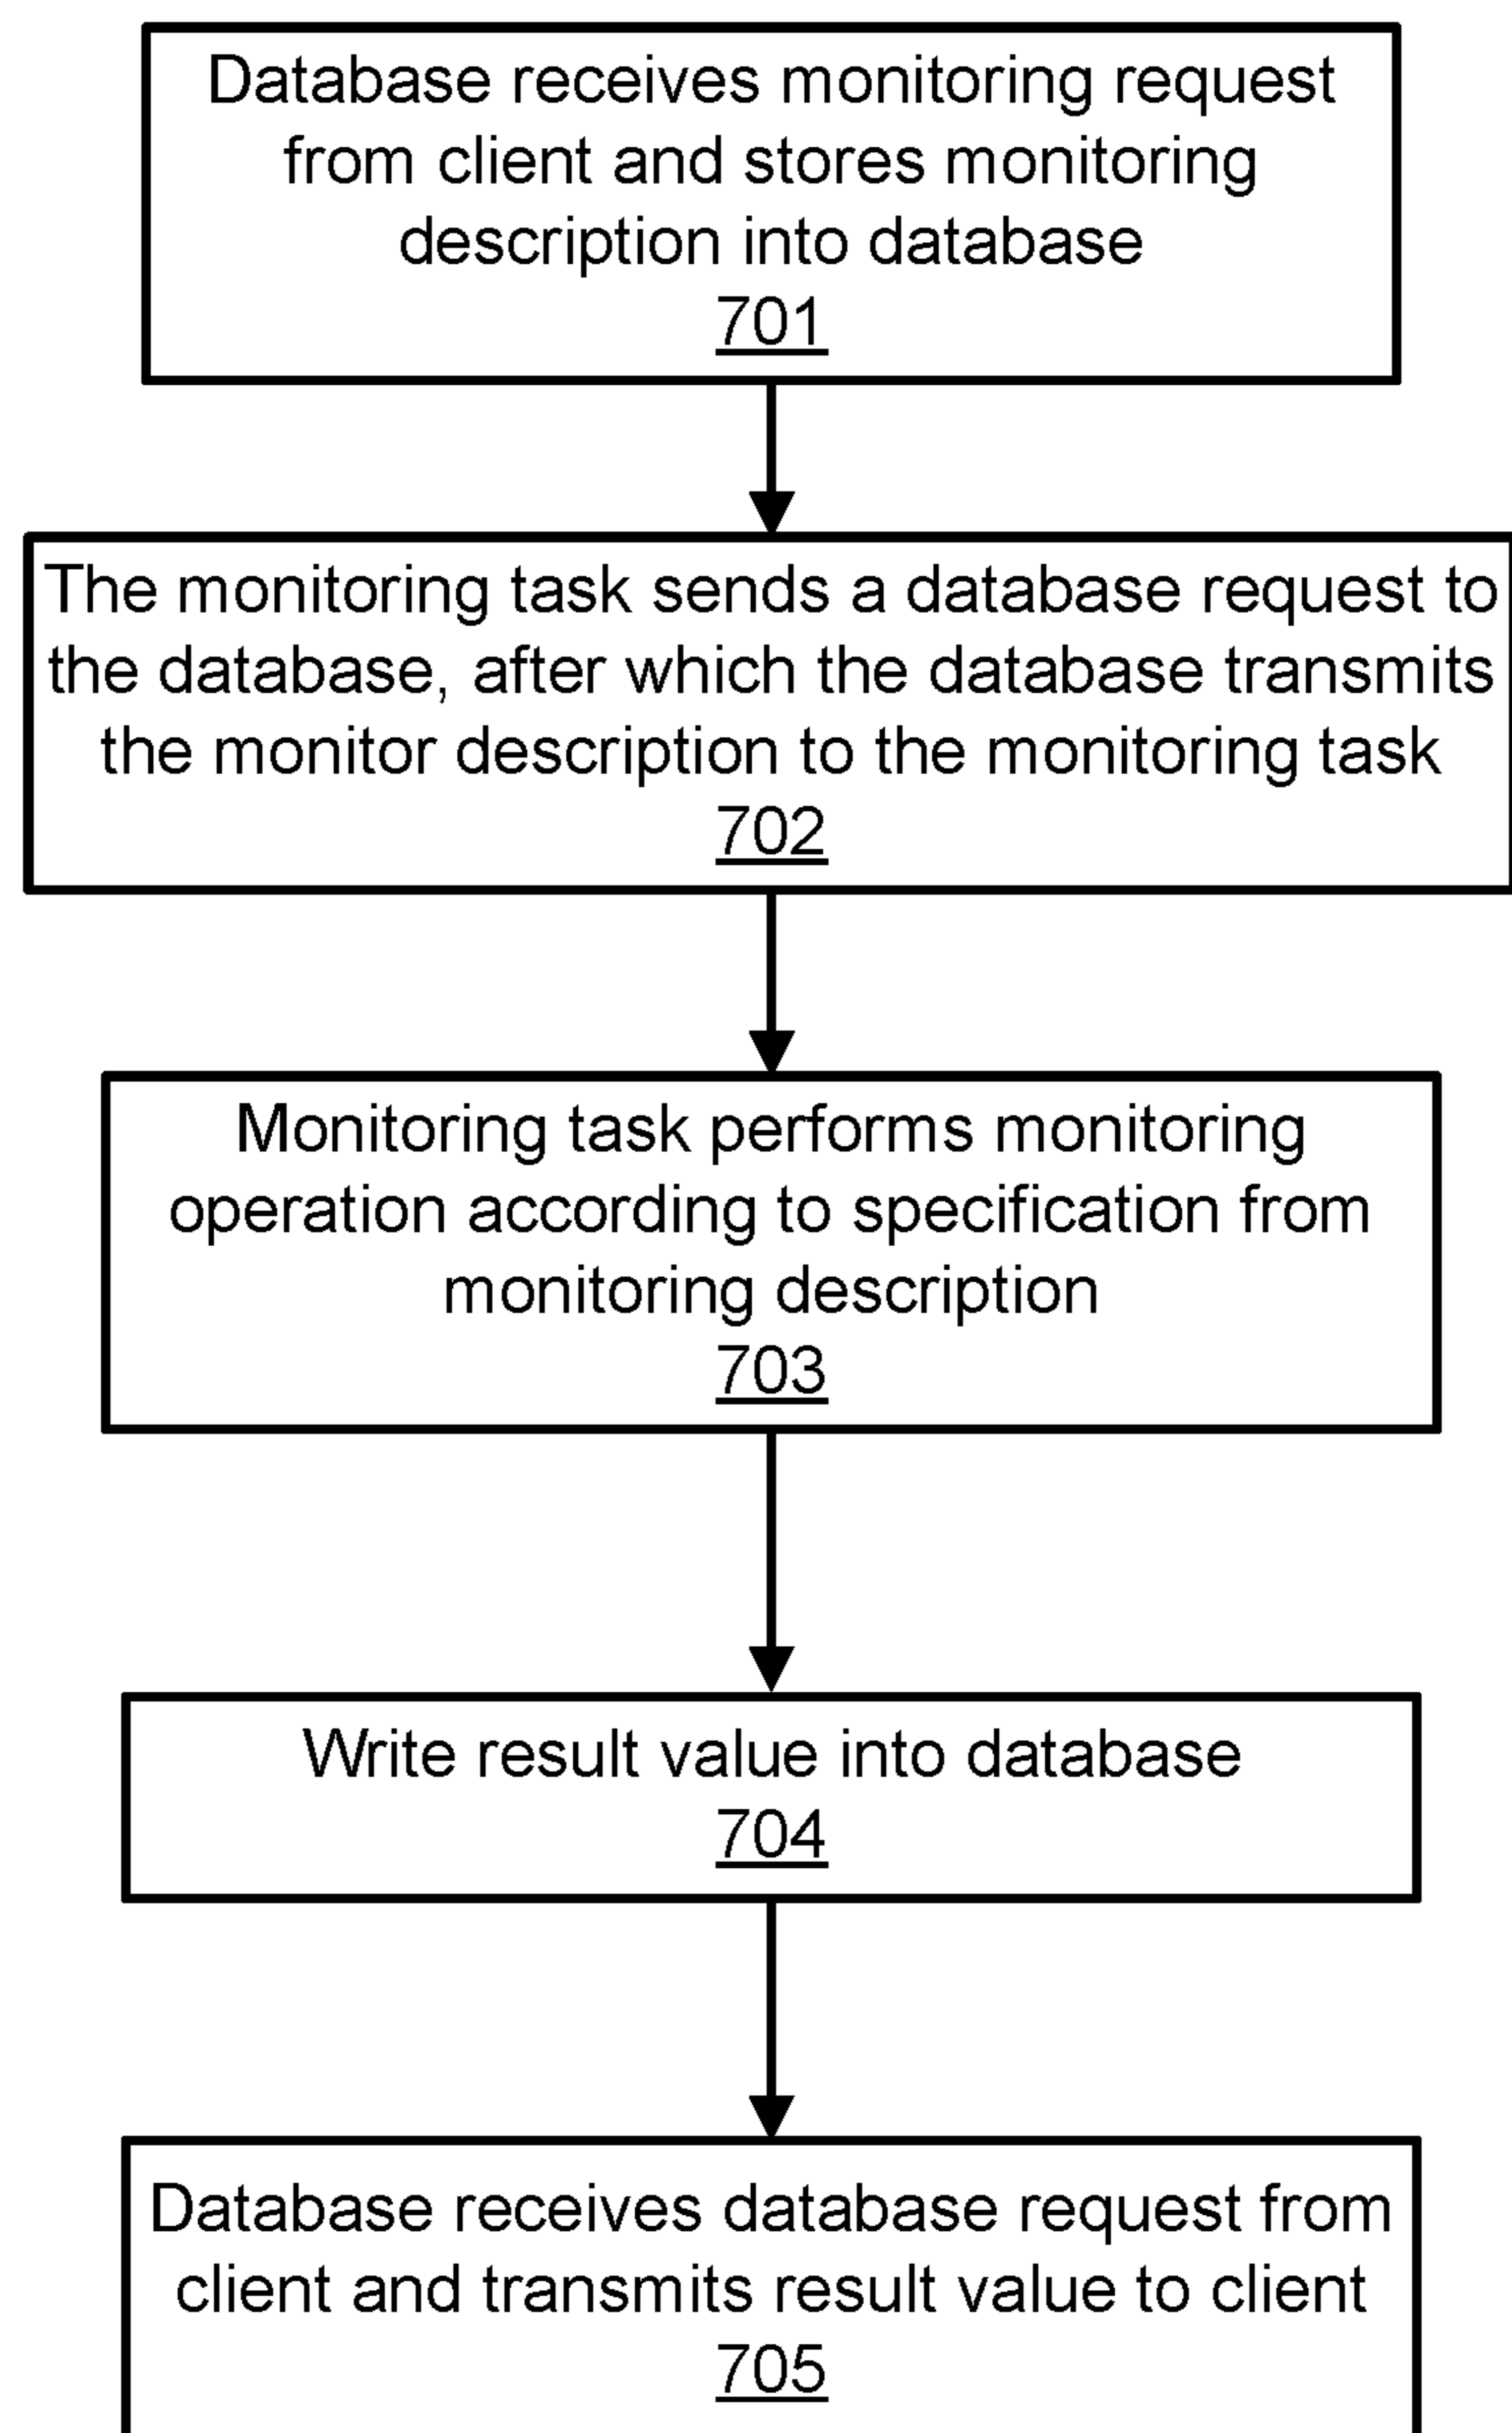 Database receives monitoring request
from client and stores monitoring
description into database
701
The monitoring task sends a database request to
the database, after which the database transmits
the monitor description to the monitoring task
702
Monitoring task performs monitoring
operation according to specification from
monitoring description
703
Write result value into database
704
Database receives database request from
client and transmits result value to client
705